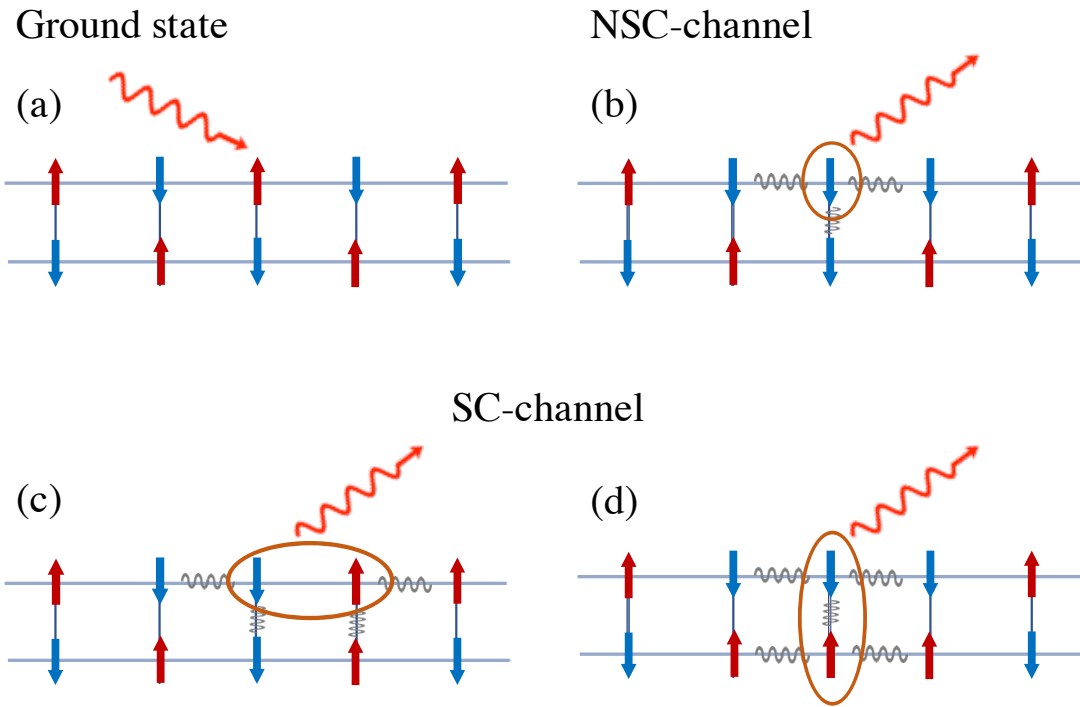 Ground state
NSC-channel
(a)
(b)
SC-channel
(c)
(d)